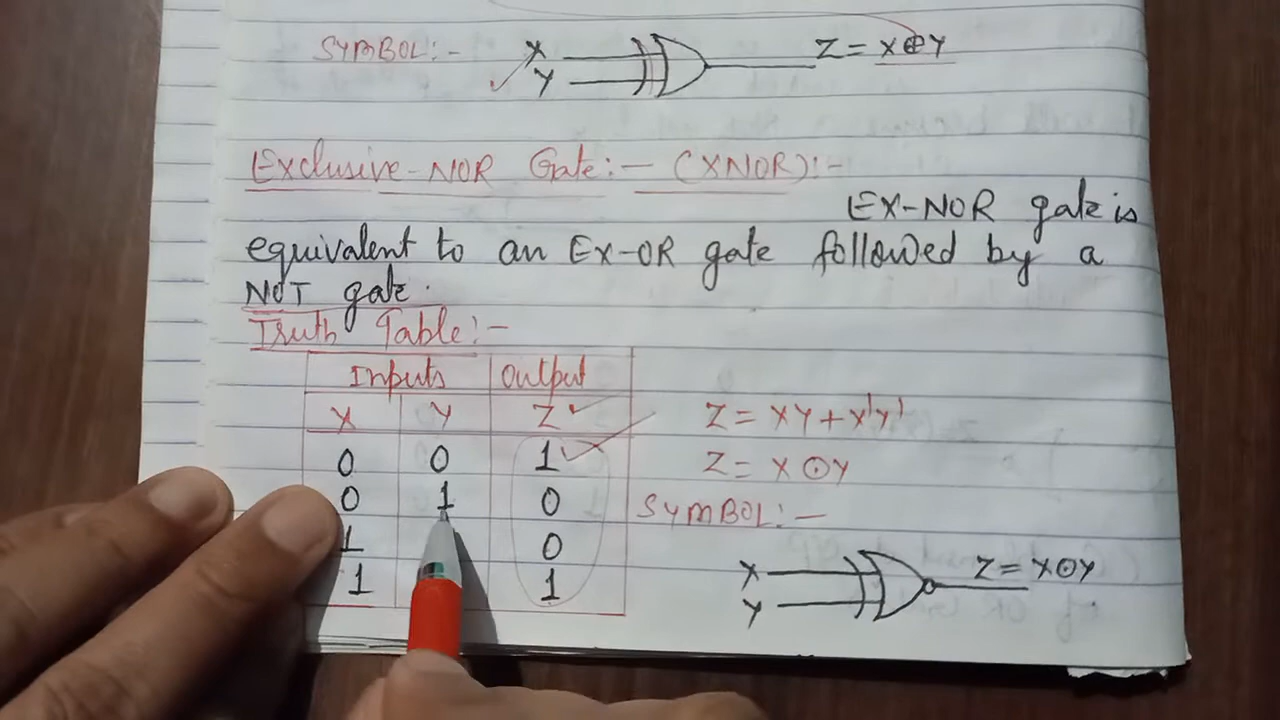 SYMBOL:-
X
Y
Z = X⊕Y
Exclusive-NOR Gate:- (XNOR):-
EX-NOR gate is
equivalent to an EX-OR gate followed by a
NOT gate.
Truth Table:-
Inputs Output
X Y Z
0 0 1
0 1 0
1 0
1 1
Z = XY + X'Y'
Z = X⊙Y
SYMBOL:-
X
Y
Z = X⊙Y